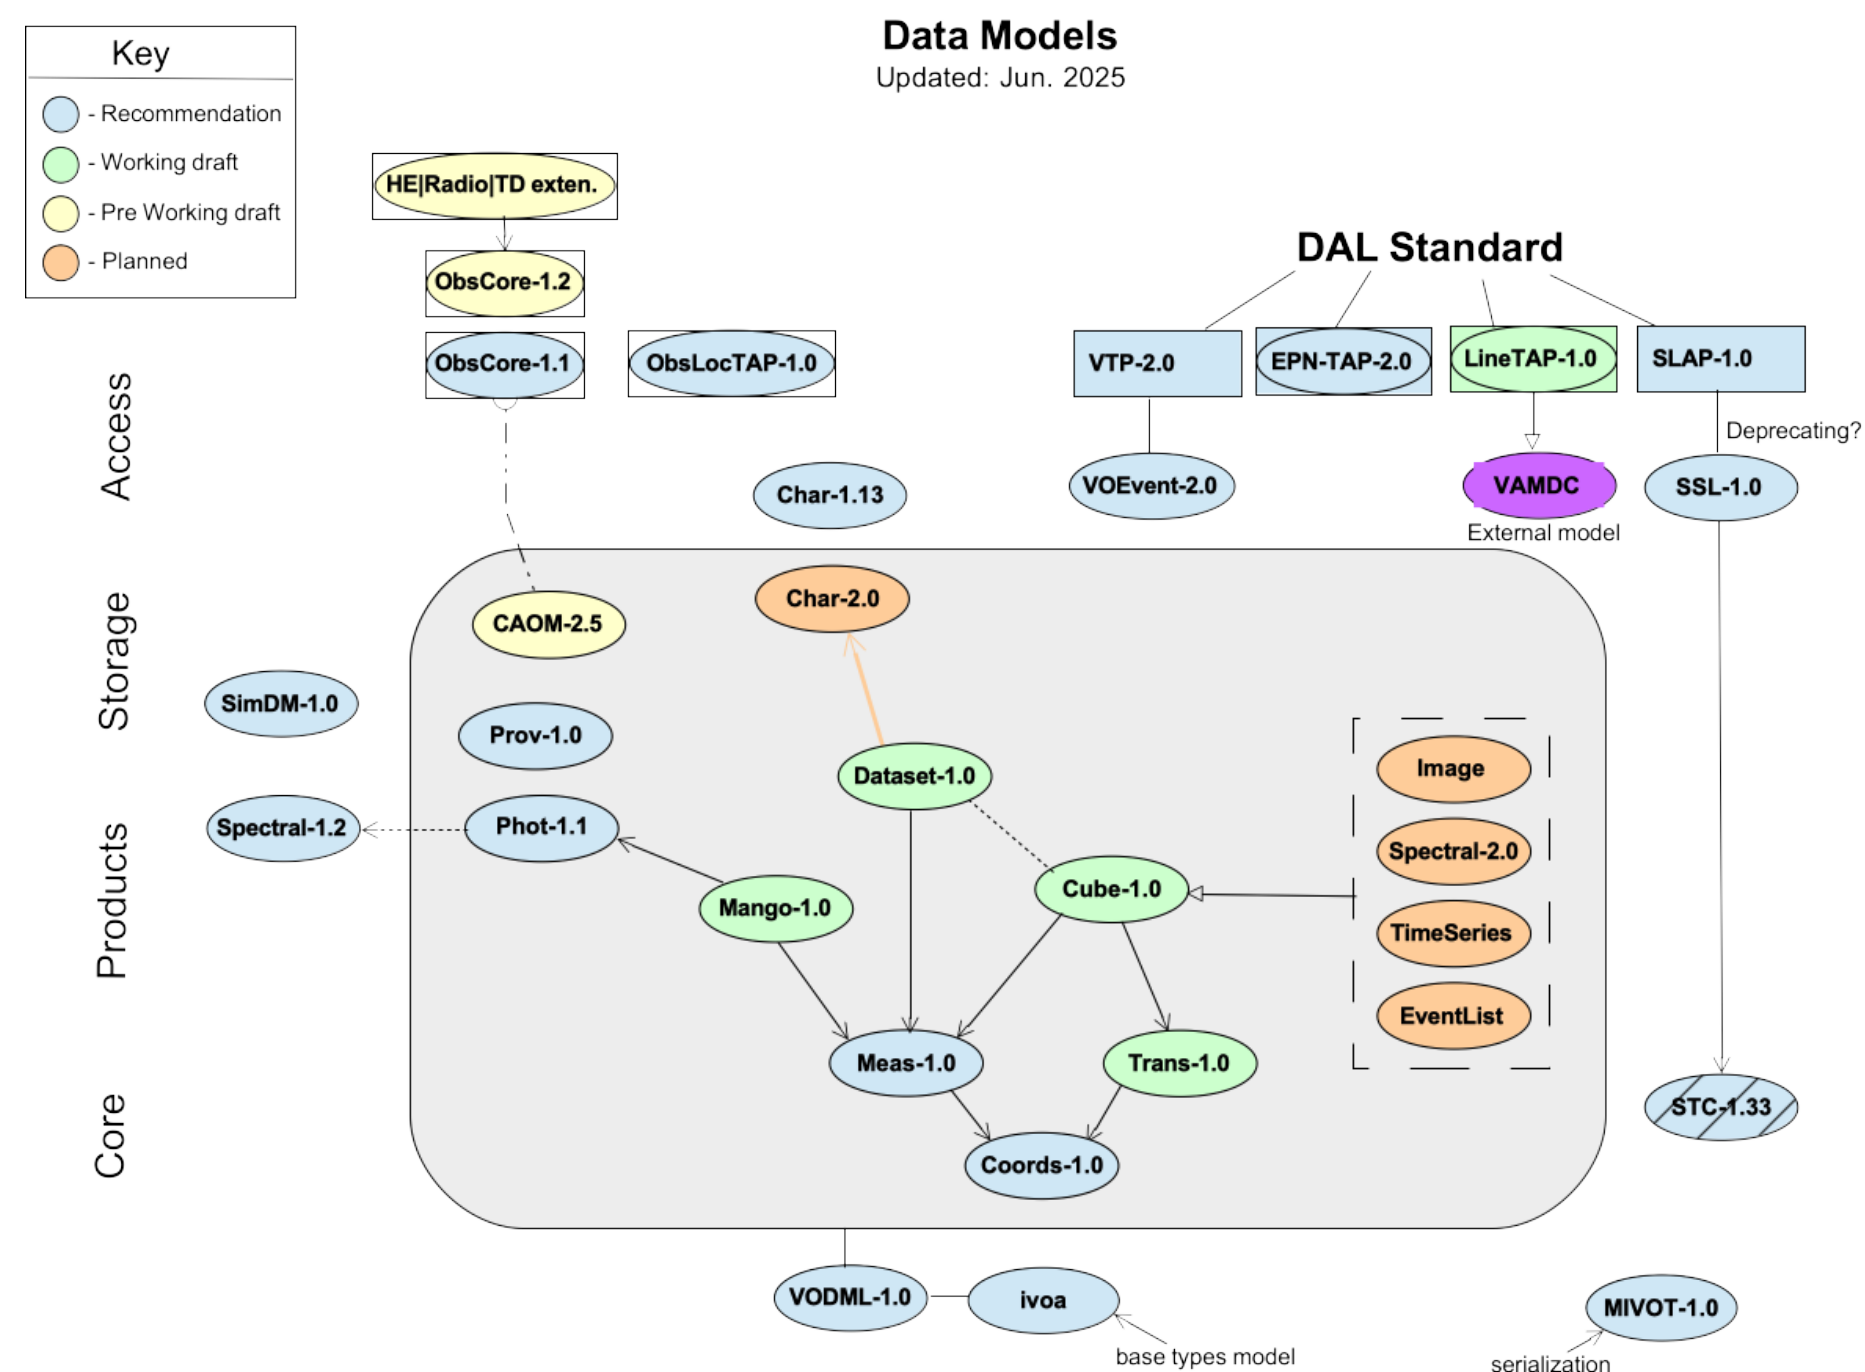 Data Models
Updated: Jun. 2025
Key
- Recommendation
- Working draft
- Pre Working draft
- Planned
HE|Radio|TD exten.
ObsCore-1.2
DAL Standard
ObsCore-1.1
ObsLocTAP-1.0
VTP-2.0
EPN-TAP-2.0
LineTAP-1.0
SLAP-1.0
Deprecating?
Access
Char-1.13
VOEvent-2.0
VAMDC
SSL-1.0
External model
Char-2.0
CAOM-2.5
Storage
SimDM-1.0
Prov-1.0
Dataset-1.0
Image
Spectral-1.2
Phot-1.1
Spectral-2.0
Products
Mango-1.0
Cube-1.0
TimeSeries
EventList
Meas-1.0
Trans-1.0
STC-1.33
Core
Coords-1.0
VODML-1.0
ivoa
MIVOT-1.0
base types model
serialization